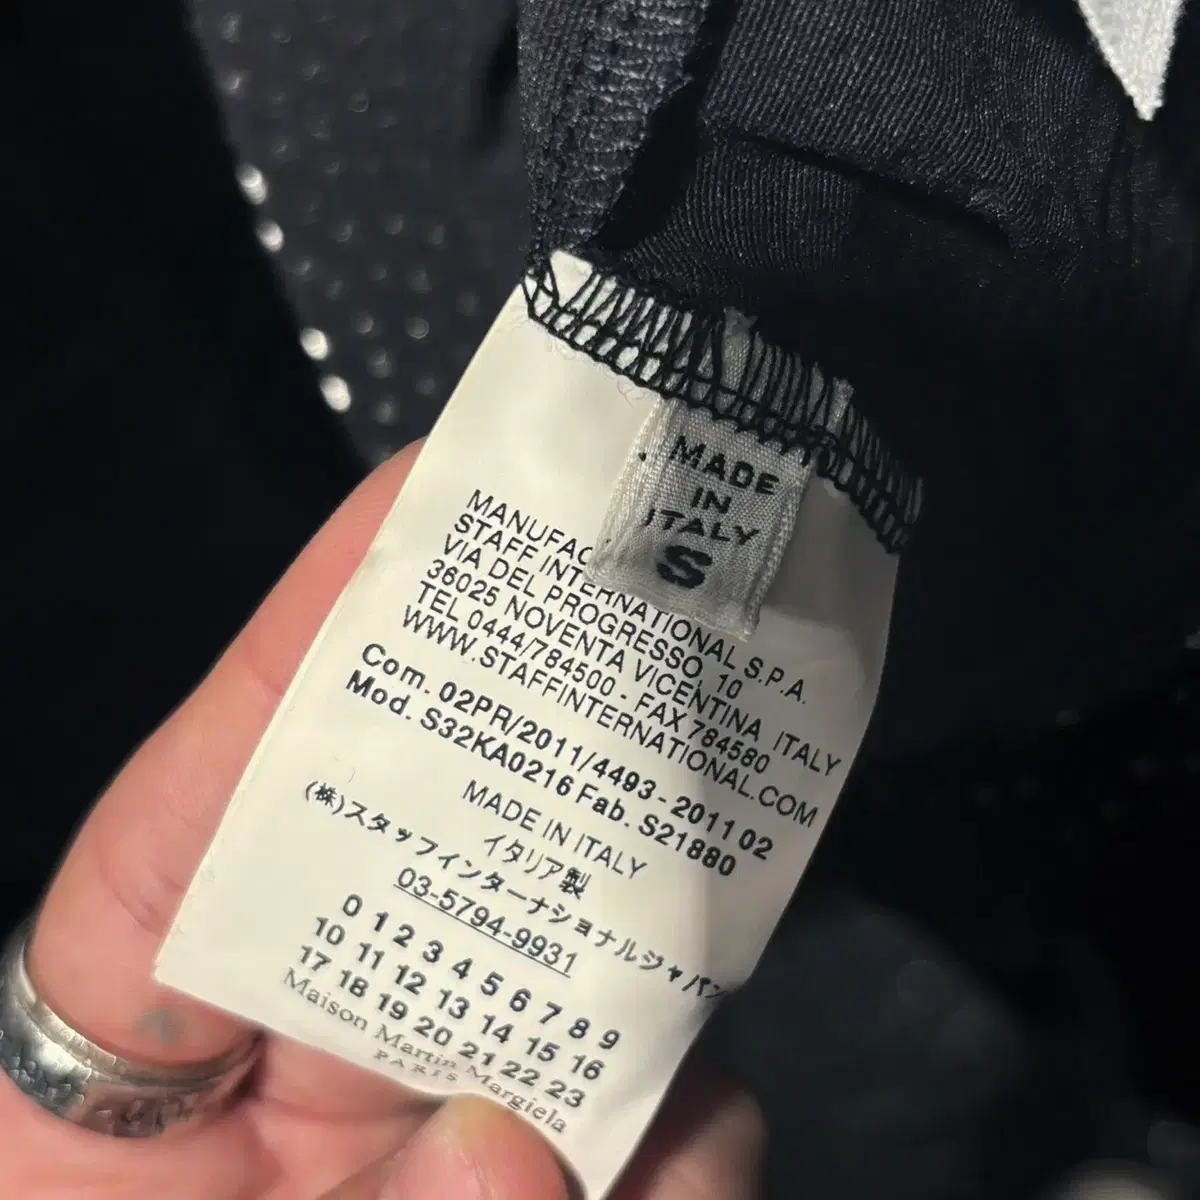 MADE
IN
ITALY
S
MANUFAC
STAFF INTERNATIONAL S.P.A.
VIA DEL PROGRESSO, 10
36025 NOVENTA VICENTINA ITALY
TEL 0444/784500 - FAX 784580
WWW.STAFFINTERNATIONAL.COM
Com. 02PR/2011/4493 - 2011 02
Mod. S32KA0216 Fab. S21880
MADE IN ITALY
イタリア製
(株)スタッフインターナショナルジャパン
03-5794-9931
0 1 2 3 4 5 6 7 8 9
10 11 12 13 14 15 16
17 18 19 20 21 22 23
Maison Martin Margiela
PARIS